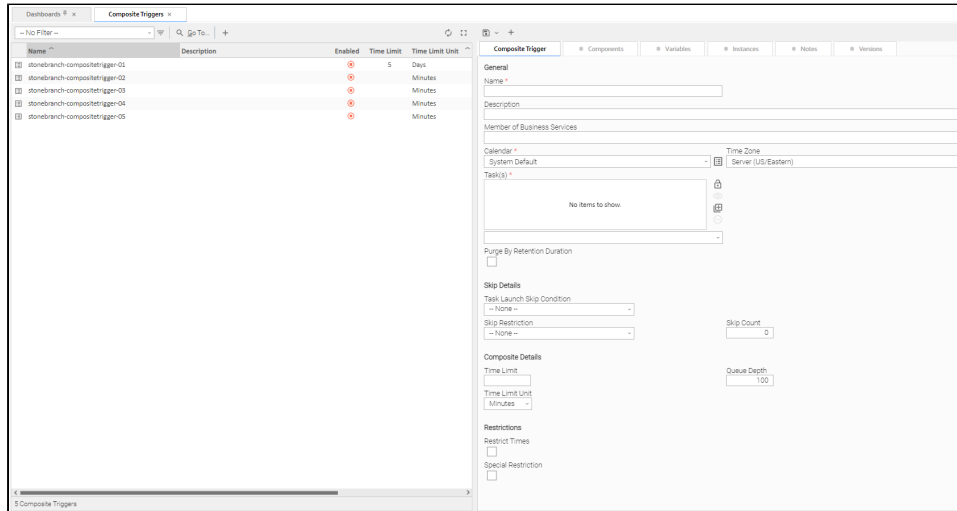 Dashboards
Composite Triggers
-- No Filter --
Go To...
Name Description Enabled Time Limit Time Limit Unit
stonebranch-compositetrigger-01 5 Days
stonebranch-compositetrigger-02 Minutes
stonebranch-compositetrigger-03 Minutes
stonebranch-compositetrigger-04 Minutes
stonebranch-compositetrigger-05 Minutes
5 Composite Triggers
Composite Trigger Components Variables Instances Notes Versions
General
Name *
Description
Member of Business Services
Calendar * Time Zone
System Default Server (US/Eastern)
Task(s) *
No items to show.
Purge By Retention Duration
Skip Details
Task Launch Skip Condition
-- None --
Skip Restriction Skip Count
-- None -- 0
Composite Details
Time Limit Queue Depth
100
Time Limit Unit
Minutes
Restrictions
Restrict Times
Special Restriction